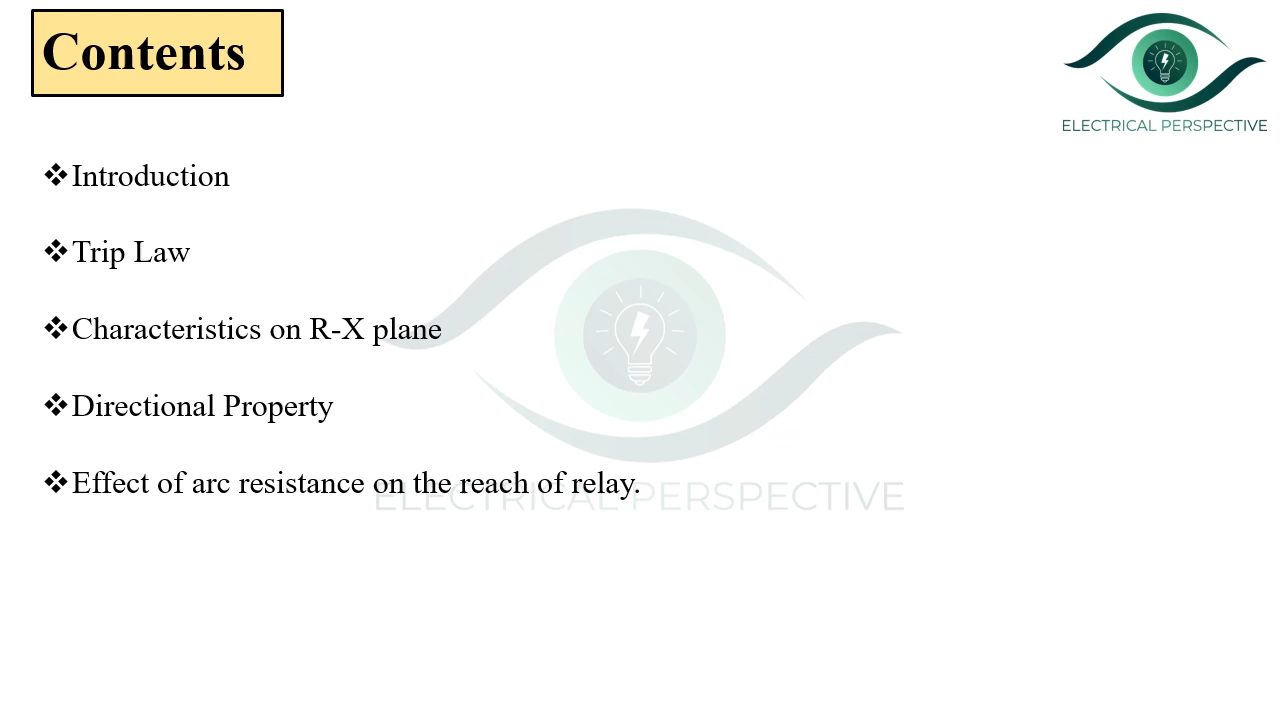 Contents
ELECTRICAL PERSPECTIVE
❖Introduction
❖Trip Law
❖Characteristics on R-X plane
❖Directional Property
❖Effect of arc resistance on the reach of relay.
ELECTRICAL PERSPECTIVE